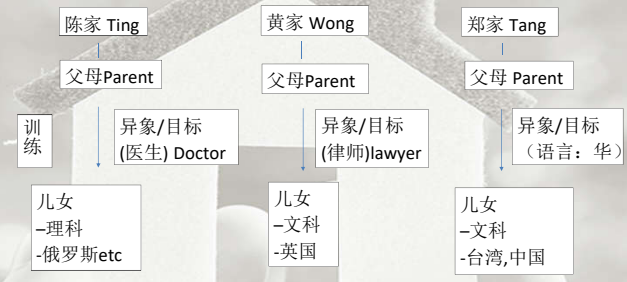 陈家 Ting
黄家 Wong
郑家 Tang
父母Parent
父母Parent
父母 Parent
训
练
异象/目标
(医生) Doctor
异象/目标
(律师)lawyer
异象/目标
（语言：华）
儿女
–理科
-俄罗斯etc
儿女
–文科
-英国
儿女
–文科
-台湾,中国